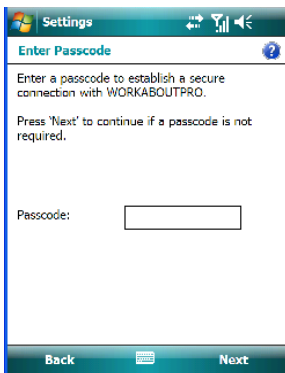 Settings
Enter Passcode
Enter a passcode to establish a secure
connection with WORKABOUTPRO.
Press 'Next' to continue if a passcode is not
required.
Passcode:
Back Next